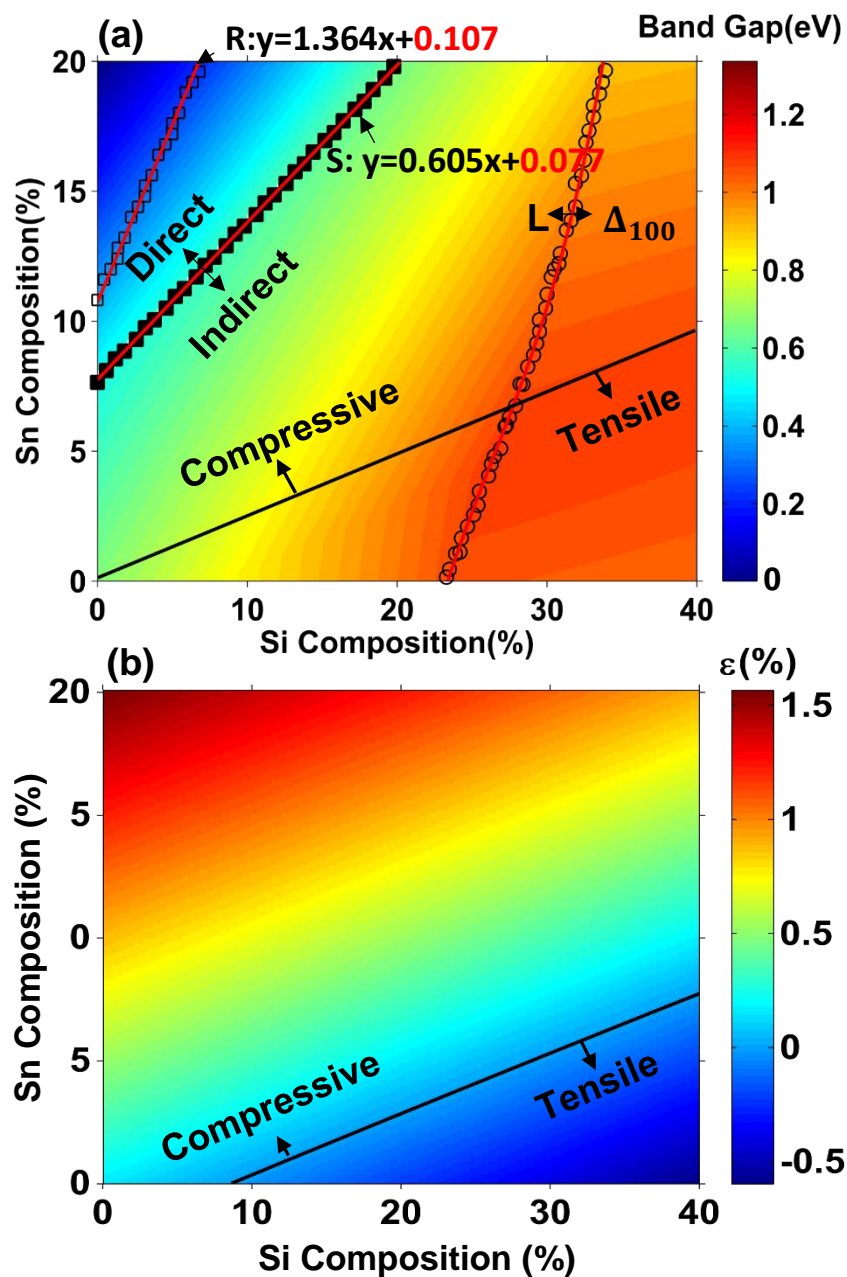 (a)
R:y=1.364x+0.107
Band Gap(eV)
20
15
10
5
0
Sn Composition(%)
S: y=0.605x+0.077
Direct
Indirect
L
Δ100
Compressive
Tensile
1.2
1
0.8
0.6
0.4
0.2
0
0
10
20
30
40
Si Composition(%)
(b)
ε(%)
20
5
0
5
0
Sn Composition (%)
Compressive
Tensile
1.5
1
0.5
0
-0.5
0
10
20
30
40
Si Composition (%)